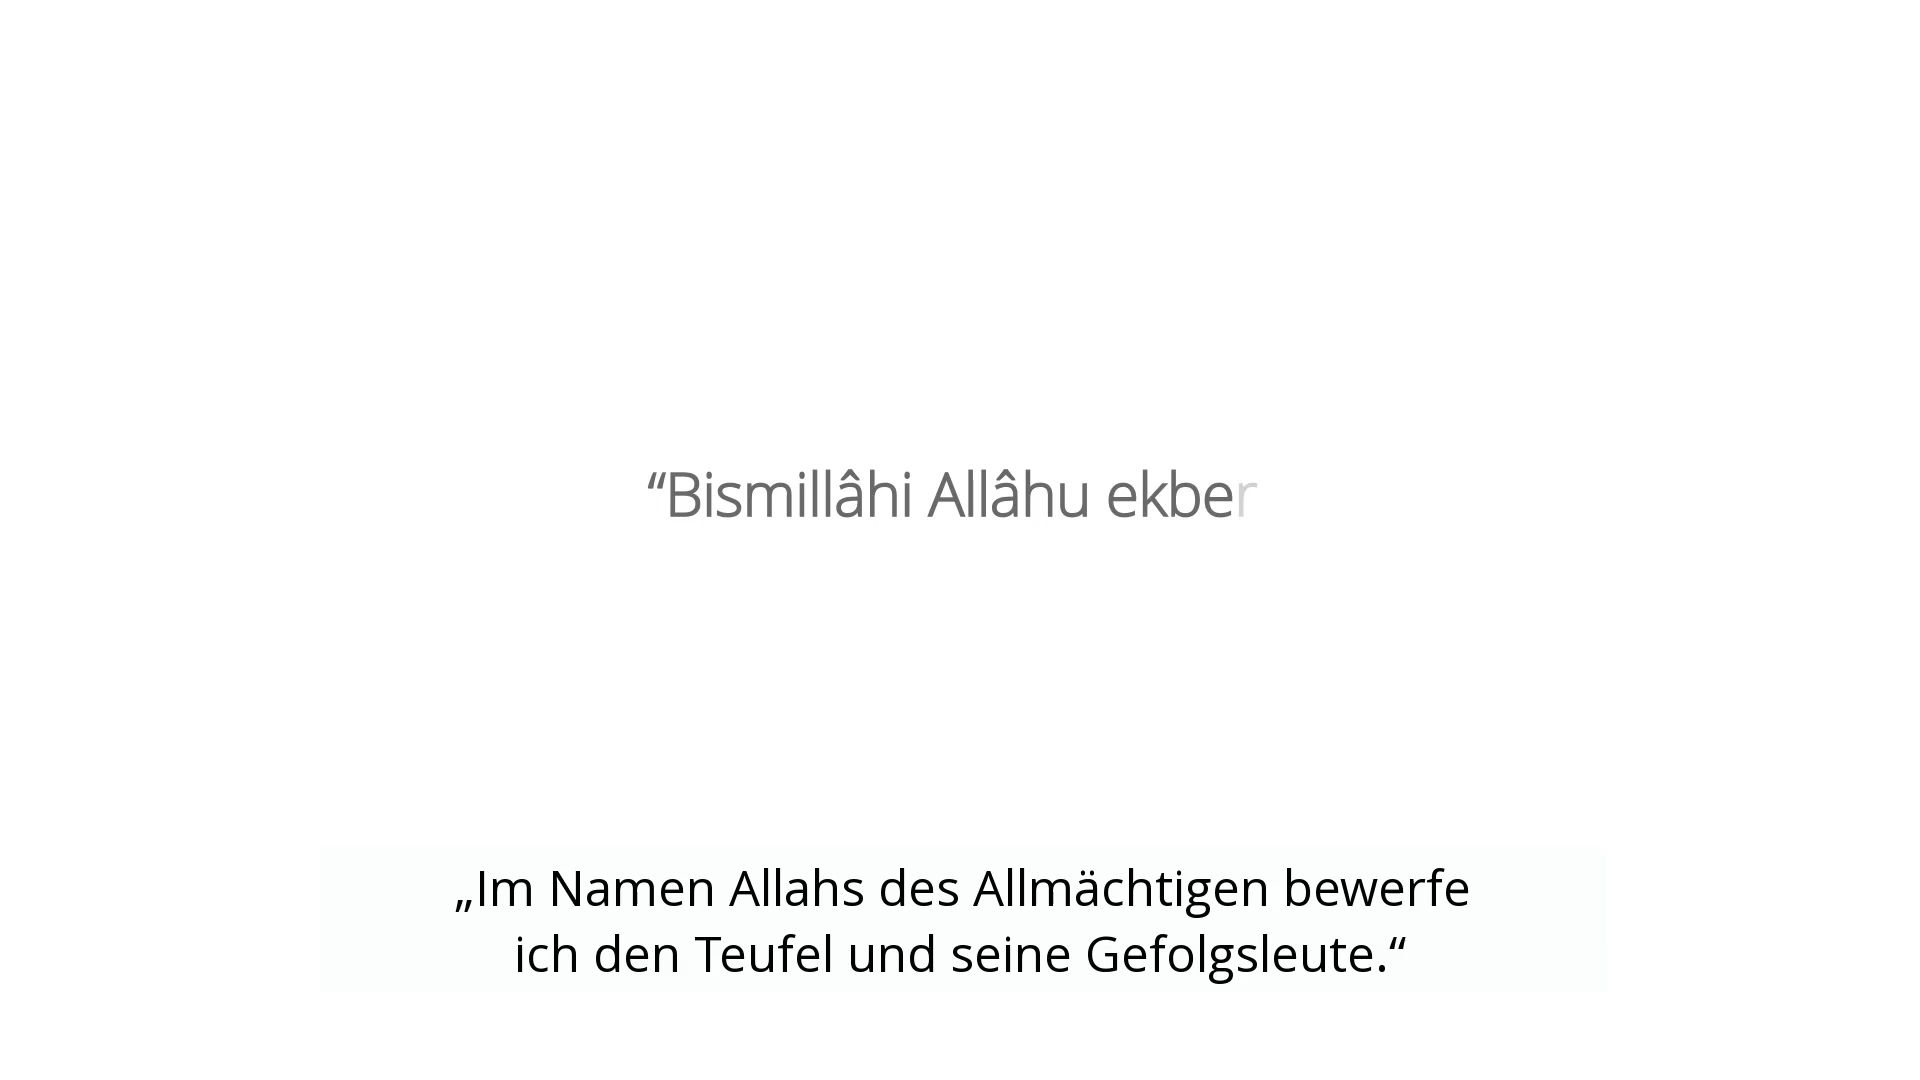 “Bismillâhi Allâhu ekber
„Im Namen Allahs des Allmächtigen bewerfe
ich den Teufel und seine Gefolgsleute.“